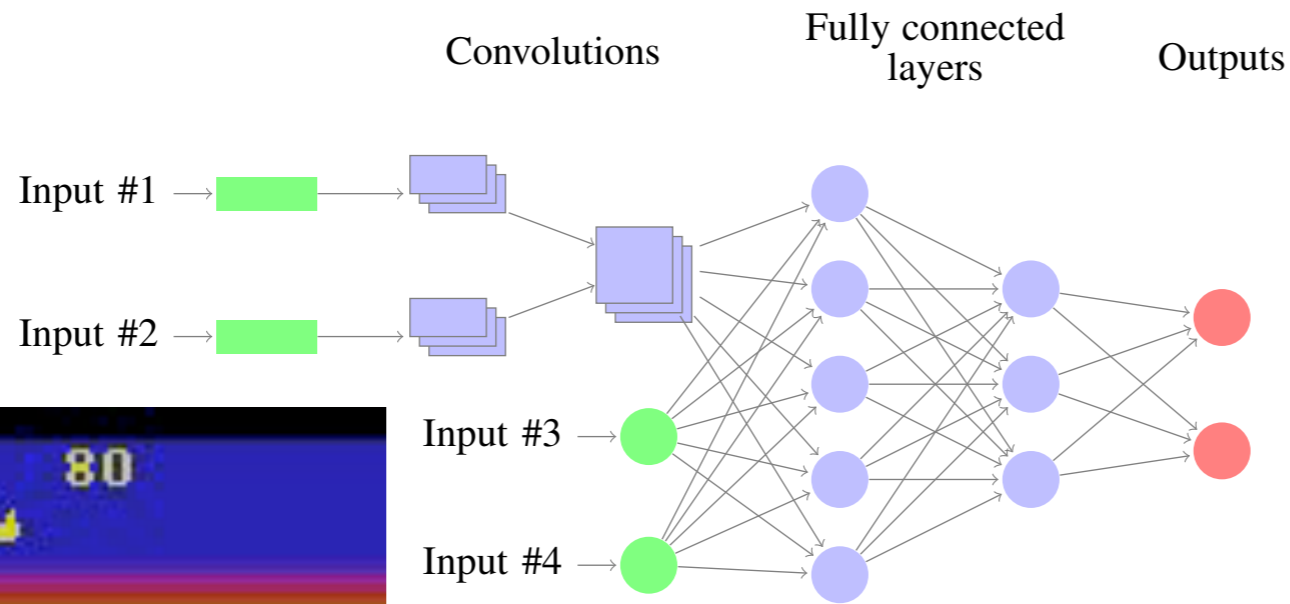 Convolutions
Fully connected
layers
Outputs
Input #1
Input #2
Input #3
Input #4
80